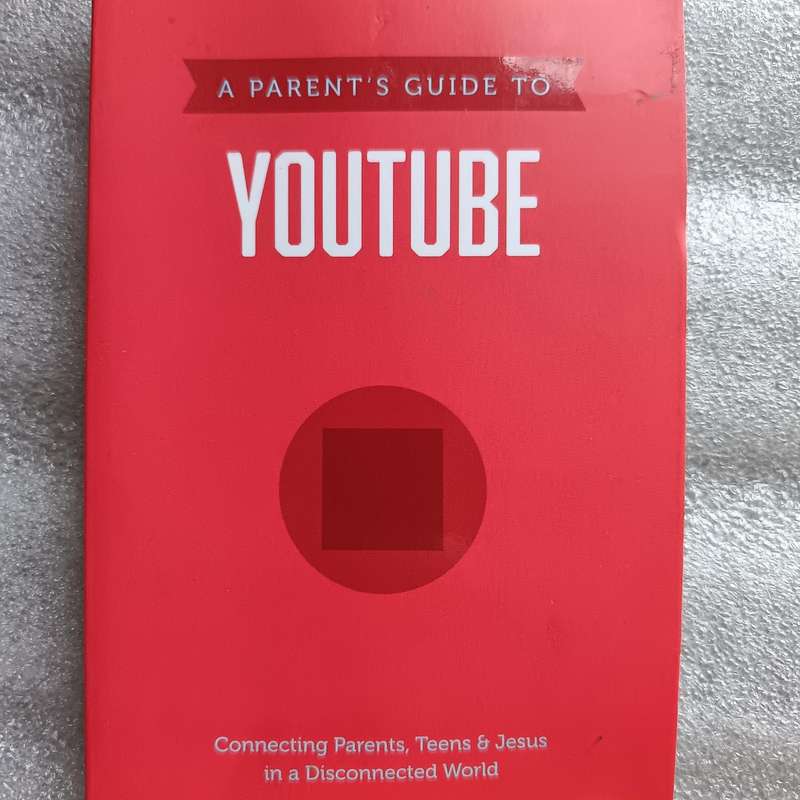 A PARENT'S GUIDE TO
YOUTUBE
Connecting Parents, Teens & Jesus
in a Disconnected World